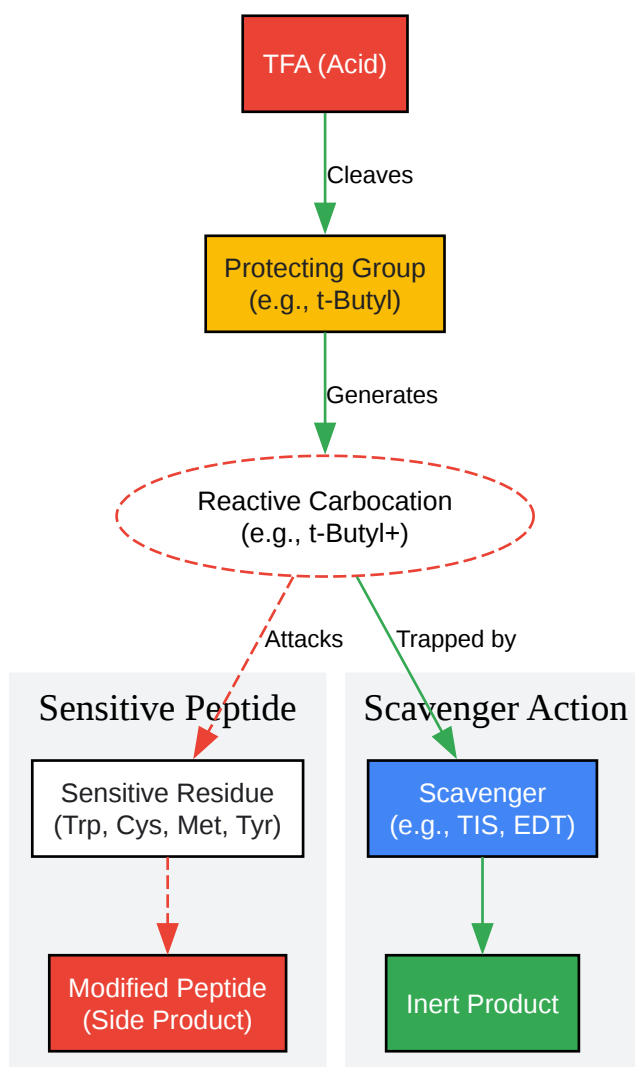 TFA (Acid)
Cleaves
Protecting Group
(e.g., t-Butyl)
Generates
Reactive Carbocation
(e.g., t-Butyl+)
Attacks
Trapped by
Sensitive Peptide
Scavenger Action
Sensitive Residue
(Trp, Cys, Met, Tyr)
Scavenger
(e.g., TIS, EDT)
Modified Peptide
(Side Product)
Inert Product